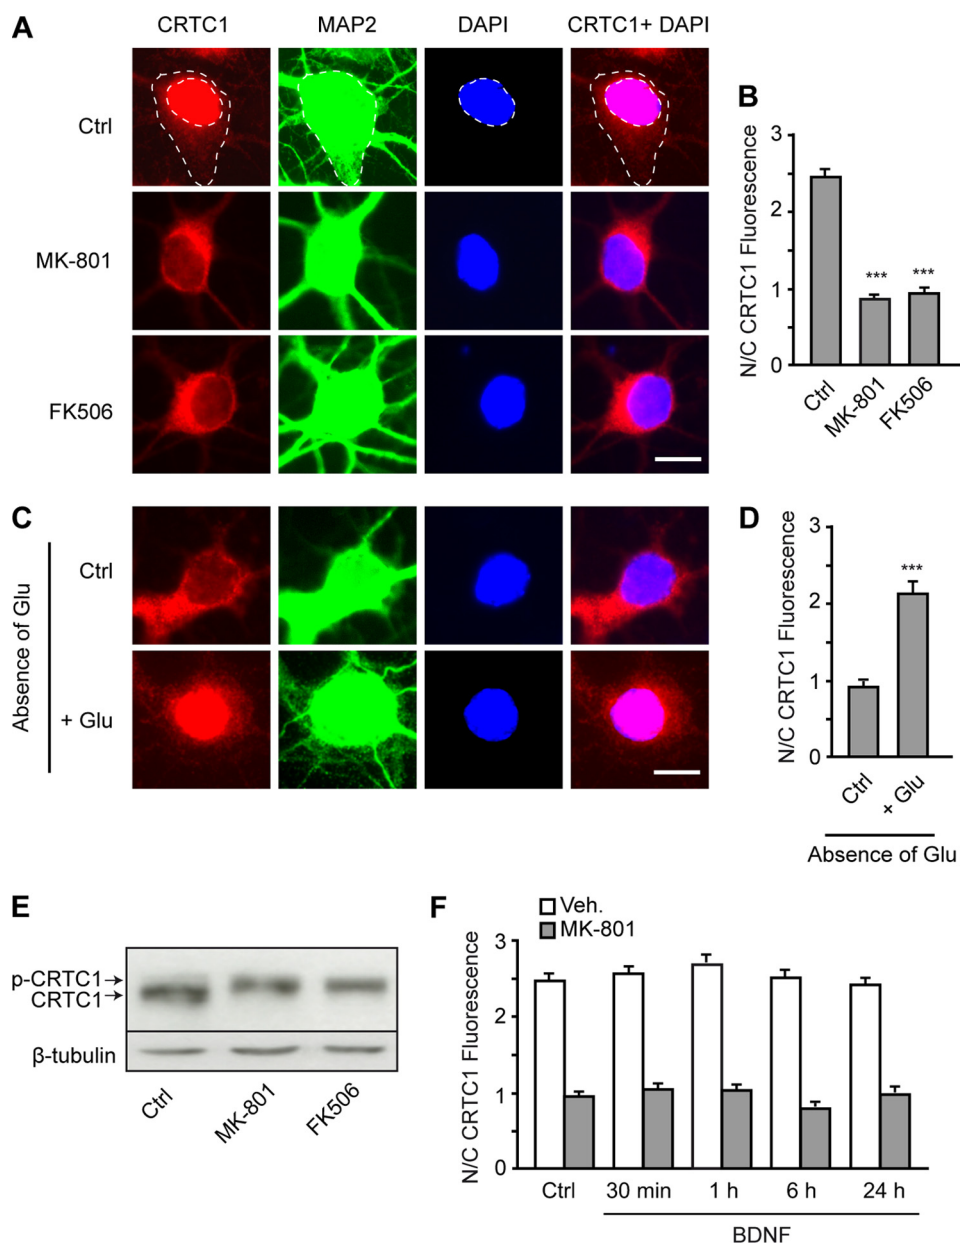 A
CRTC1 MAP2 DAPI CRTC1+ DAPI
Ctrl
MK-801
FK506
B
N/C CRTC1 Fluorescence
3
2
1
0
*** ***
Ctrl MK-801 FK506
C
Absence of Glu
Ctrl
+ Glu
D
N/C CRTC1 Fluorescence
3
2
1
0
***
Ctrl + Glu
Absence of Glu
E
p-CRTC1
CRTC1
β-tubulin
Ctrl MK-801 FK506
F
Veh.
MK-801
N/C CRTC1 Fluorescence
3
2
1
0
Ctrl 30 min 1 h 6 h 24 h
BDNF